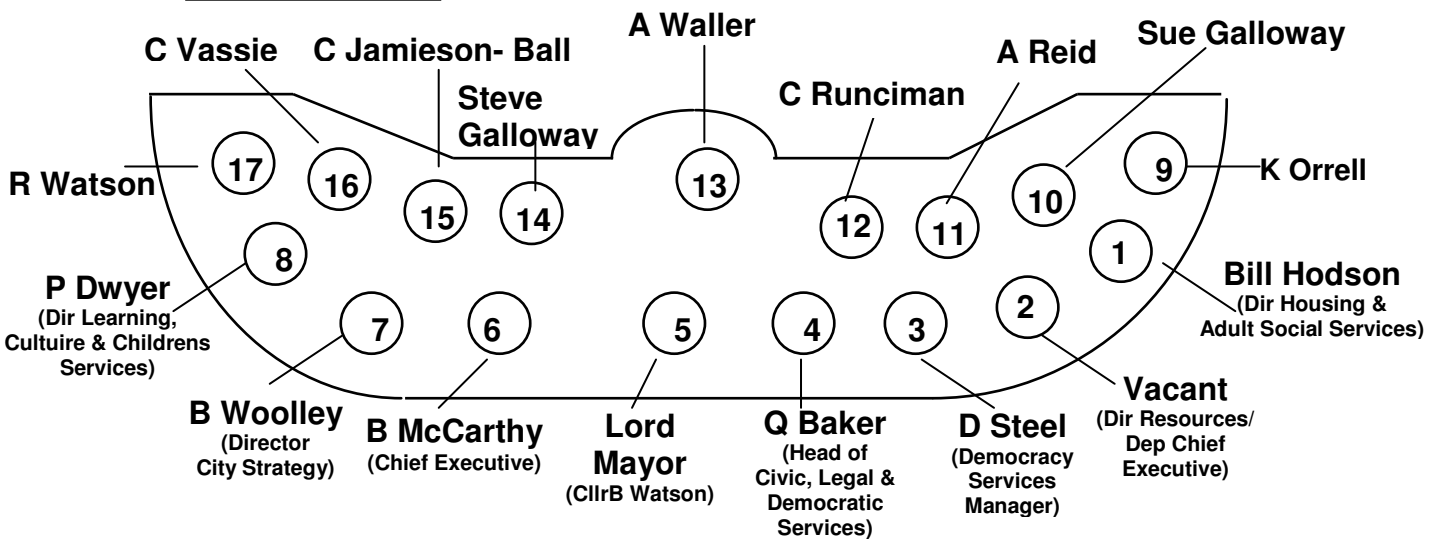 A Waller
Sue Galloway
C Vassie
C Jamieson- Ball
A Reid
Steve
Galloway
C Runciman
R Watson
17
16
15
14
13
12
11
10
9
K Orrell
8
1
P Dwyer
(Dir Learning,
Cultuire & Childrens
Services)
Bill Hodson
(Dir Housing &
Adult Social Services)
7
6
5
4
3
2
B Woolley
(Director
City Strategy)
B McCarthy
(Chief Executive)
Lord
Mayor
(CllrB Watson)
Q Baker
(Head of
Civic, Legal &
Democratic
Services)
D Steel
(Democracy
Services
Manager)
Vacant
(Dir Resources/
Dep Chief
Executive)